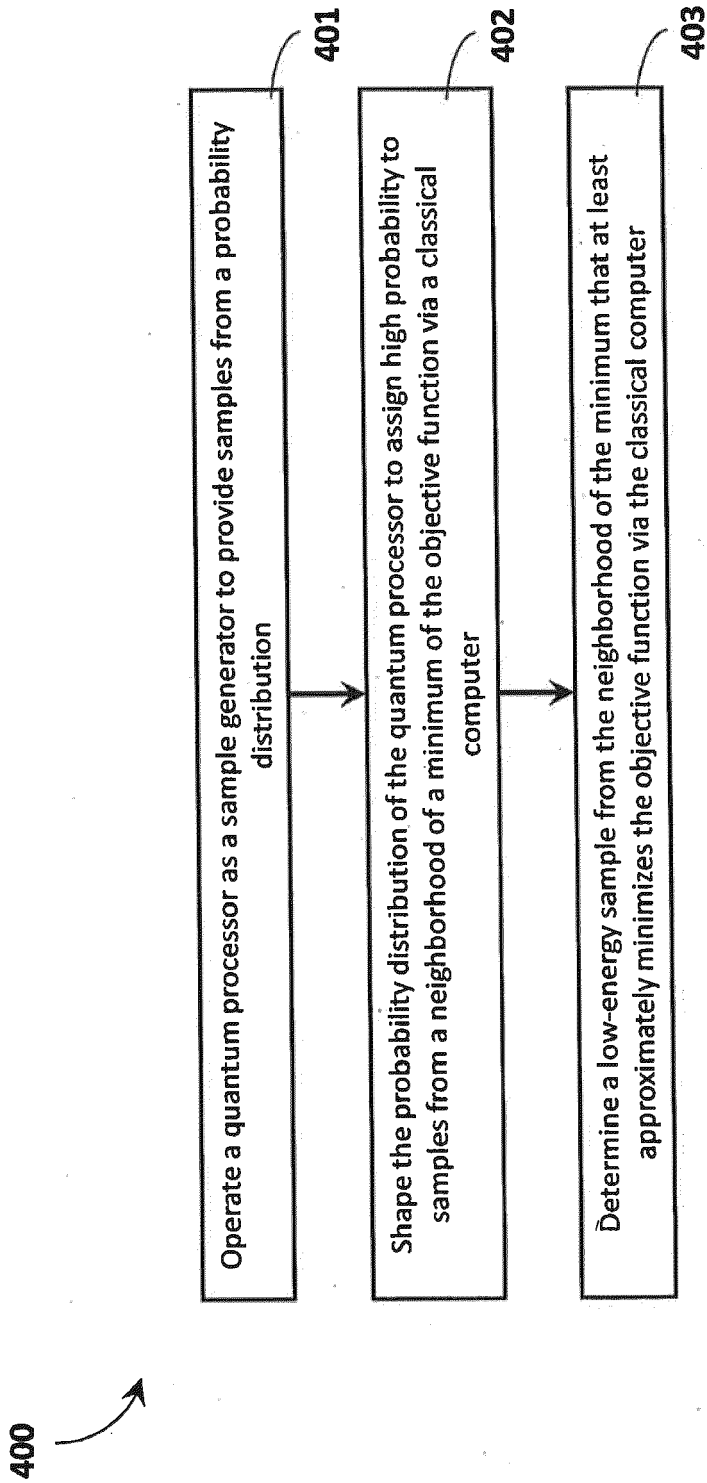 400
Operate a quantum processor as a sample generator to provide samples from a probability
distribution
401
Shape the probability distribution of the quantum processor to assign high probability to
samples from a neighborhood of a minimum of the objective function via a classical
computer
402
Determine a low-energy sample from the neighborhood of the minimum that at least
approximately minimizes the objective function via the classical computer
403